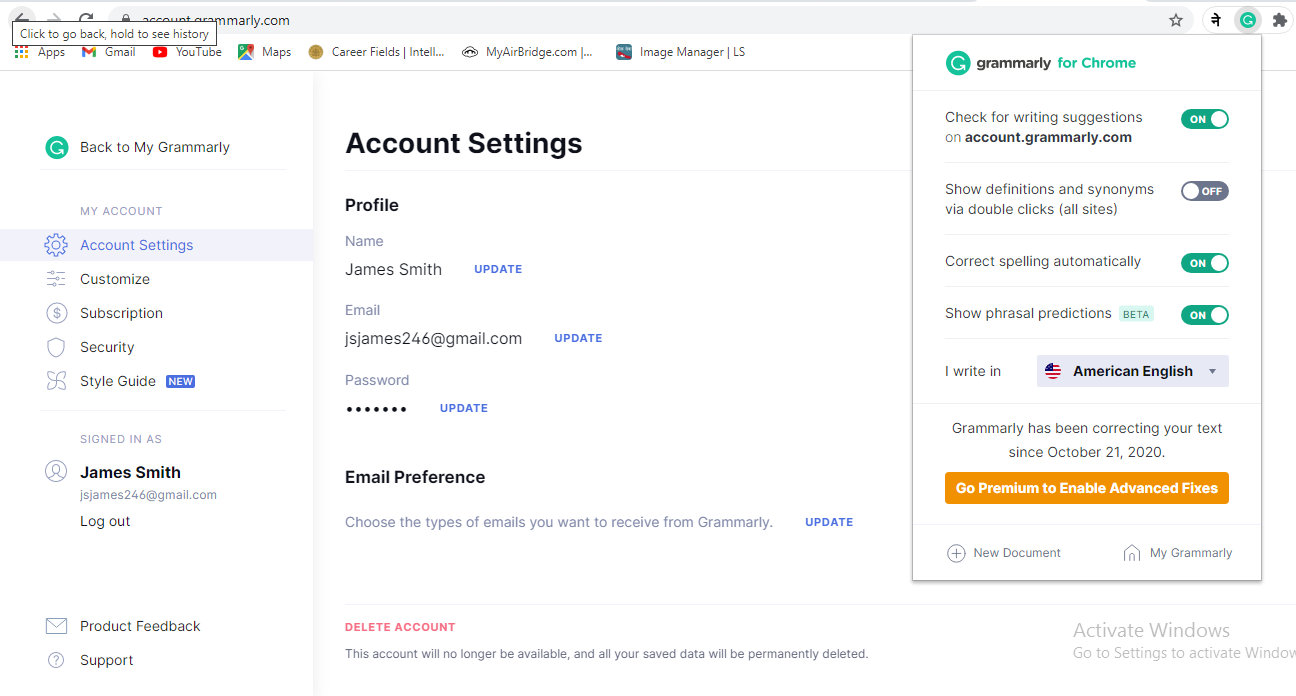 account.grammarly.com
Click to go back, hold to see history
Apps
Gmail
YouTube
Maps
Career Fields | Intell...
MyAirBridge.com |...
Image Manager | LS
ने
Back to My Grammarly
MY ACCOUNT
Account Settings
Customize
Subscription
Security
Style Guide NEW
SIGNED IN AS
James Smith
jsjames246@gmail.com
Log out
Product Feedback
Support
Account Settings
Profile
Name
James Smith UPDATE
Email
jsjames246@gmail.com UPDATE
Password
••••••• UPDATE
Email Preference
Choose the types of emails you want to receive from Grammarly. UPDATE
DELETE ACCOUNT
This account will no longer be available, and all your saved data will be permanently deleted.
grammarly for Chrome
Check for writing suggestions
on account.grammarly.com
ON
Show definitions and synonyms
via double clicks (all sites)
OFF
Correct spelling automatically ON
Show phrasal predictions BETA ON
I write in American English
Grammarly has been correcting your text
since October 21, 2020.
Go Premium to Enable Advanced Fixes
New Document My Grammarly
Activate Windows
Go to Settings to activate Window